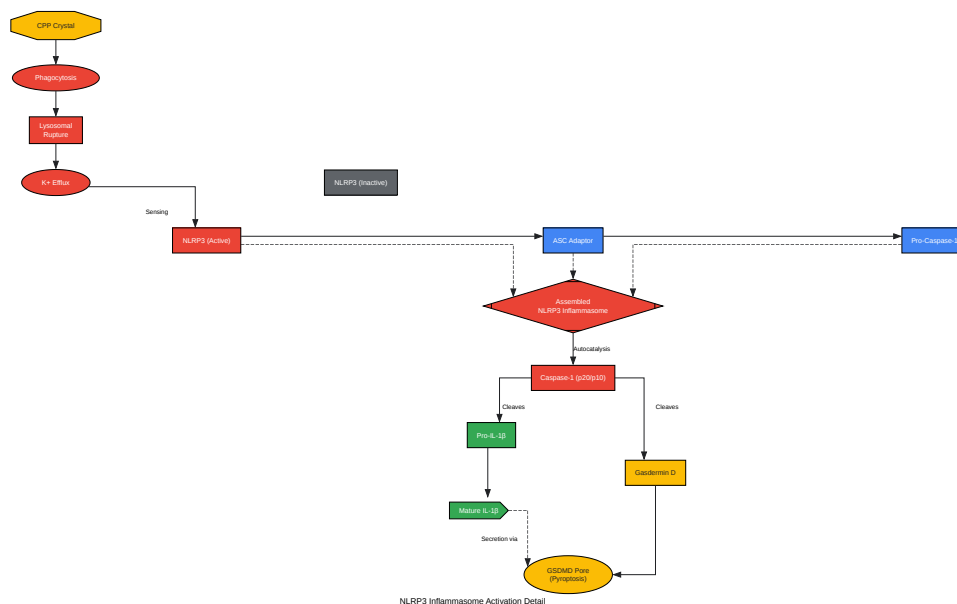 CPP Crystal
Phagocytosis
Lysosomal
Rupture
K+ Efflux
NLRP3 (Inactive)
Sensing
NLRP3 (Active)
ASC Adaptor
Pro-Caspase-1
Assembled
NLRP3 Inflammasome
Autocatalysis
Caspase-1 (p20/p10)
Cleaves
Cleaves
Pro-IL-1β
Gasdermin D
Mature IL-1β
Secretion via
GSDMD Pore
(Pyroptosis)
NLRP3 Inflammasome Activation Detail